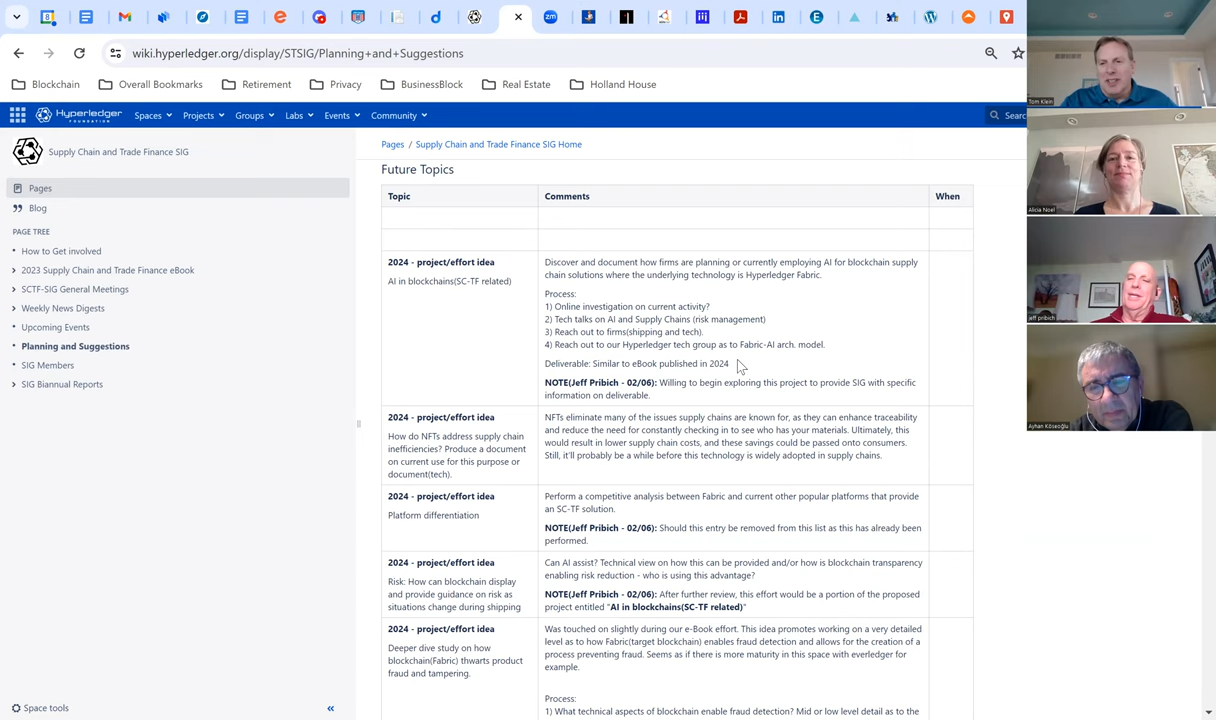 wiki.hyperledger.org/display/STSIG/Planning+and+Suggestions
Blockchain Overall Bookmarks Retirement Privacy BusinessBlock Real Estate Holland House
HYPERLEDGER FOUNDATION Spaces Projects Groups Labs Events Community Searc
Supply Chain and Trade Finance SIG
Pages
Blog
PAGE TREE
How to Get involved
2023 Supply Chain and Trade Finance eBook
SCTF-SIG General Meetings
Weekly News Digests
Upcoming Events
Planning and Suggestions
SIG Members
SIG Biannual Reports
Space tools
Pages / Supply Chain and Trade Finance SIG Home
Future Topics
Topic Comments When
2024 - project/effort idea
AI in blockchains(SC-TF related)
Discover and document how firms are planning or currently employing AI for blockchain supply
chain solutions where the underlying technology is Hyperledger Fabric.
Process:
1) Online investigation on current activity?
2) Tech talks on AI and Supply Chains (risk management)
3) Reach out to firms(shipping and tech).
4) Reach out to our Hyperledger tech group as to Fabric-AI arch. model.
Deliverable: Similar to eBook published in 2024
NOTE(Jeff Pribich - 02/06): Willing to begin exploring this project to provide SIG with specific
information on deliverable.
2024 - project/effort idea
How do NFTs address supply chain
inefficiencies? Produce a document
on current use for this purpose or
document(tech).
NFTs eliminate many of the issues supply chains are known for, as they can enhance traceability
and reduce the need for constantly checking in to see who has your materials. Ultimately, this
would result in lower supply chain costs, and these savings could be passed onto consumers.
Still, it'll probably be a while before this technology is widely adopted in supply chains.
2024 - project/effort idea
Platform differentiation
Perform a competitive analysis between Fabric and current other popular platforms that provide
an SC-TF solution.
NOTE(Jeff Pribich - 02/06): Should this entry be removed from this list as this has already been
performed.
2024 - project/effort idea
Risk: How can blockchain display
and provide guidance on risk as
situations change during shipping
Can AI assist? Technical view on how this can be provided and/or how is blockchain transparency
enabling risk reduction - who is using this advantage?
NOTE(Jeff Pribich - 02/06): After further review, this effort would be a portion of the proposed
project entitled "AI in blockchains(SC-TF related)"
2024 - project/effort idea
Deeper dive study on how
blockchain(Fabric) thwarts product
fraud and tampering.
Was touched on slightly during our e-Book effort. This idea promotes working on a very detailed
level as to how Fabric(target blockchain) enables fraud detection and allows for the creation of a
process preventing fraud. Seems as if there is more maturity in this space with everledger for
example.
Process:
1) What technical aspects of blockchain enable fraud detection? Mid or low level detail as to the
Tom Klein
Alicia Noel
jeff pribich
Ayhan Köseoğlu